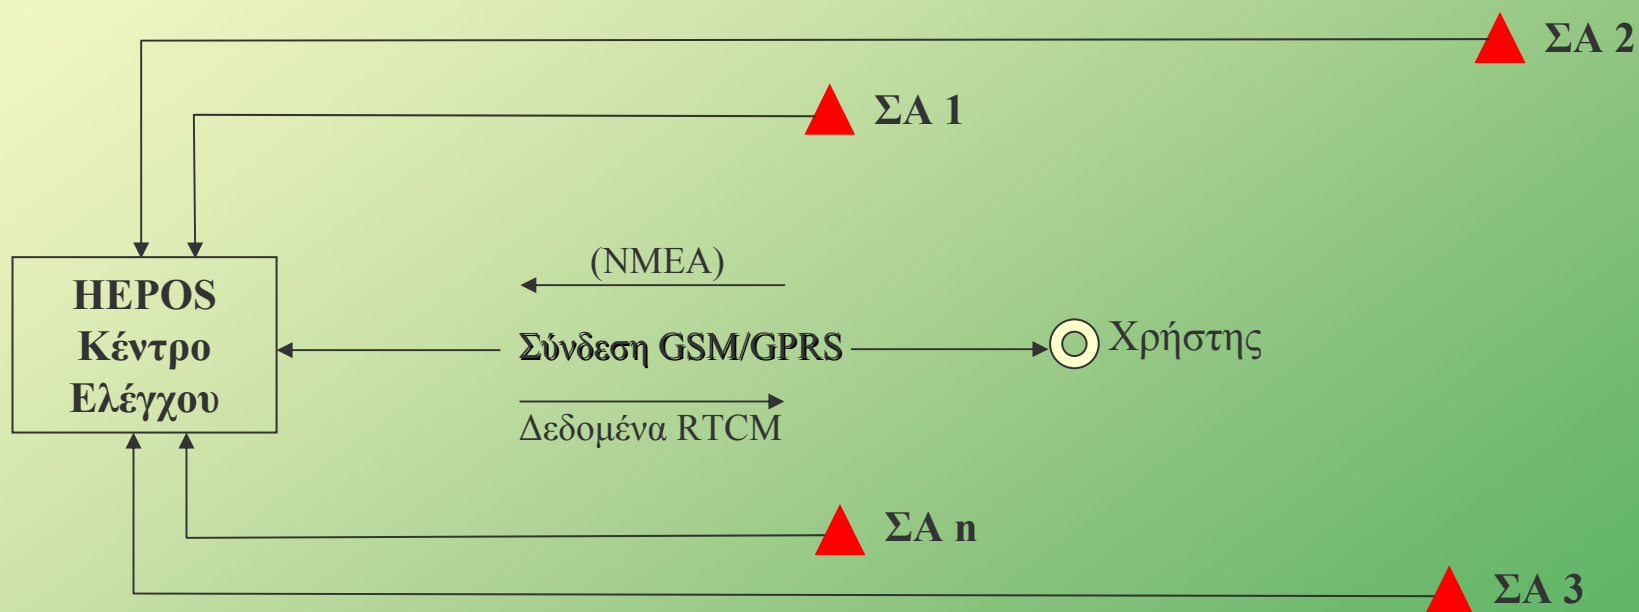 ΣΑ 2
ΣΑ 1
(NMEA)
HEPOS
Κέντρο
Ελέγχου
Σύνδεση GSM/GPRS
Χρήστης
Δεδομένα RTCM
ΣΑ n
ΣΑ 3